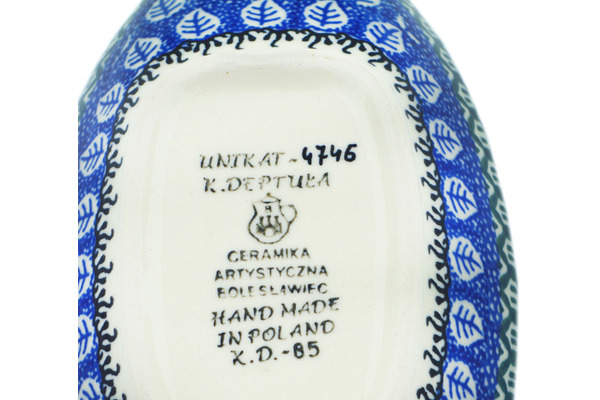 UNIKAT-4746
K.DEPTUŁA
CERAMIKA
ARTYSTYCZNA
BOLESŁAWIEC
HAND MADE
IN POLAND
K.D.-85